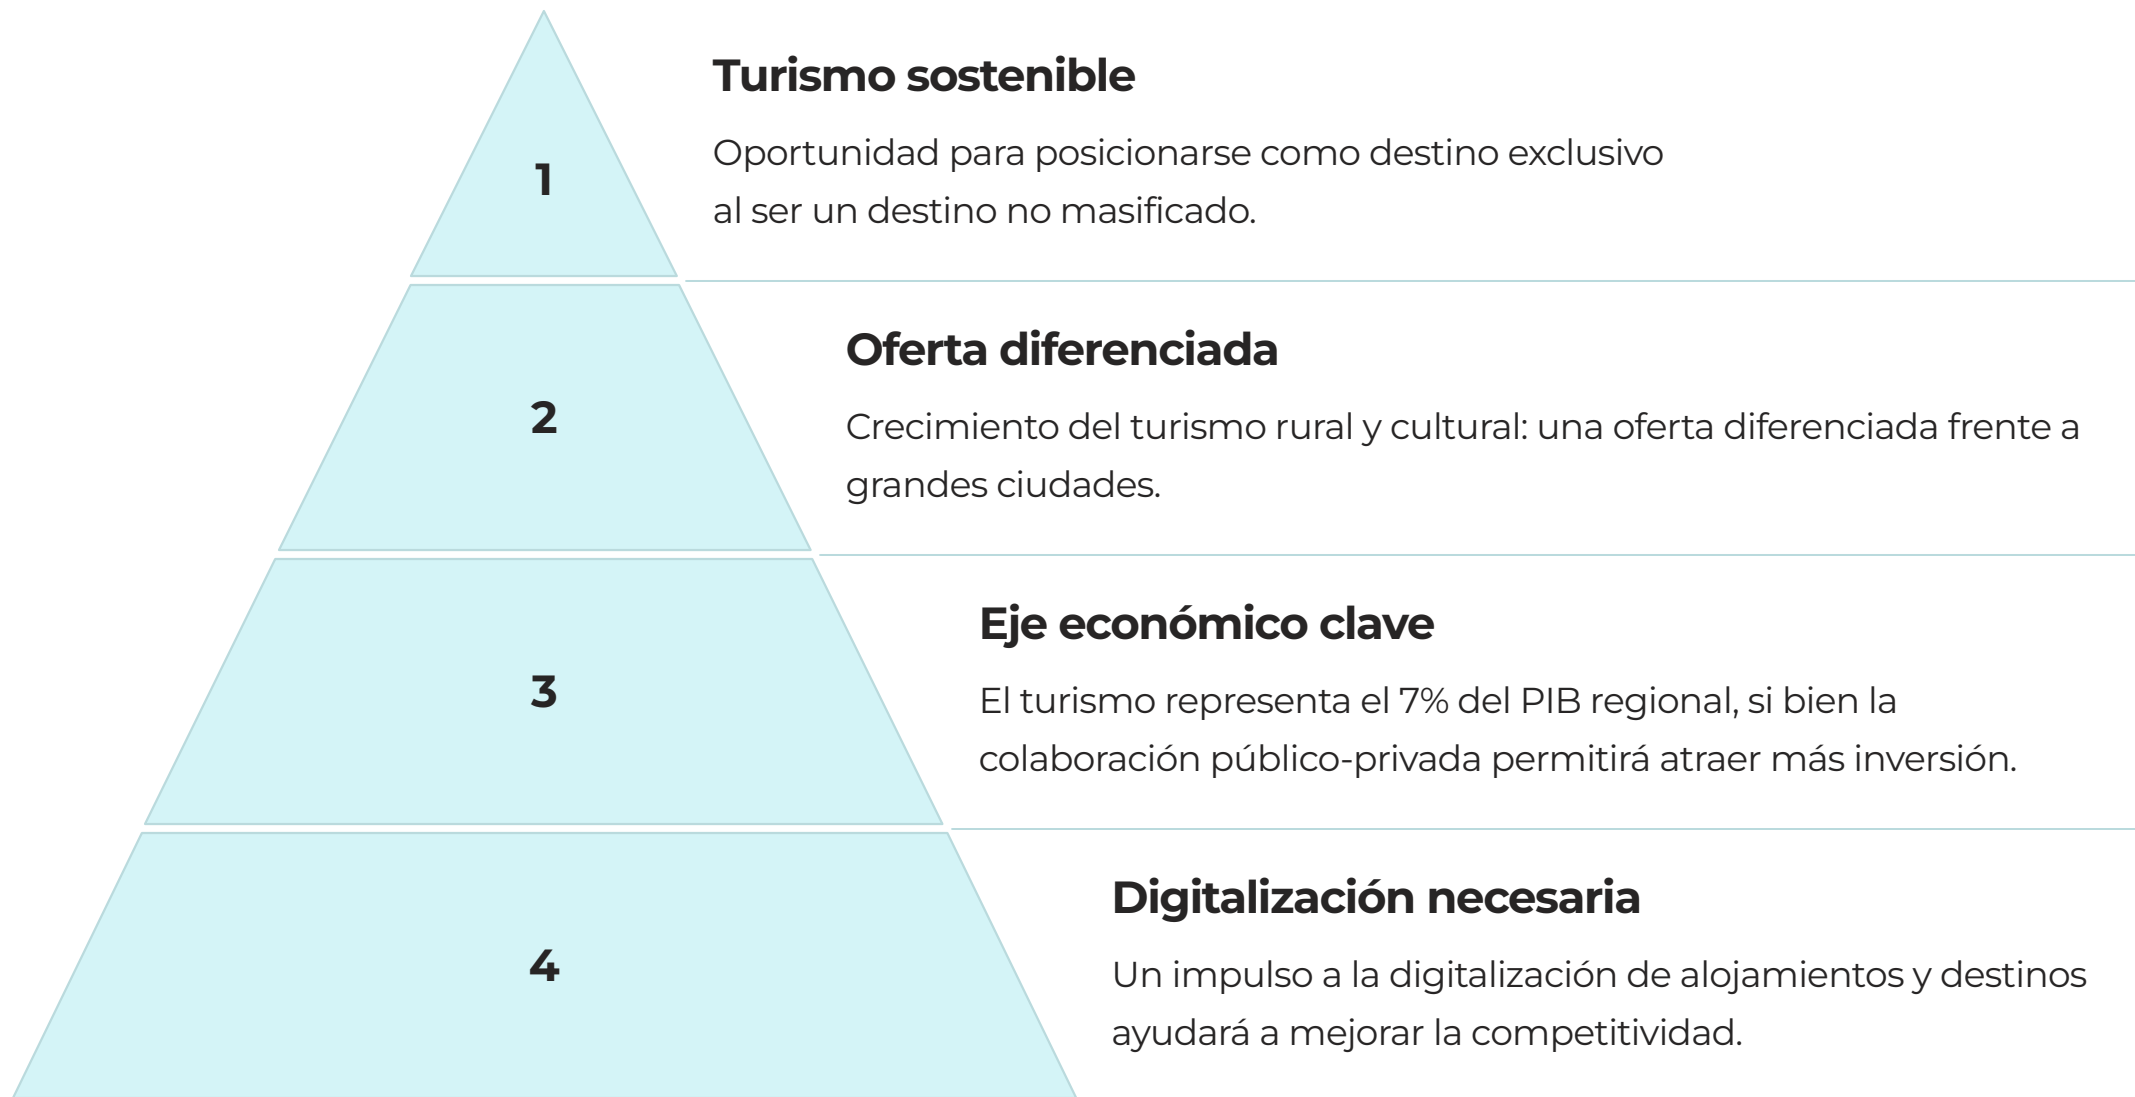 1
Turismo sostenible
Oportunidad para posicionarse como destino exclusivo
al ser un destino no masificado.
2
Oferta diferenciada
Crecimiento del turismo rural y cultural: una oferta diferenciada frente a
grandes ciudades.
3
Eje económico clave
El turismo representa el 7% del PIB regional, si bien la
colaboración público-privada permitirá atraer más inversión.
4
Digitalización necesaria
Un impulso a la digitalización de alojamientos y destinos
ayudará a mejorar la competitividad.